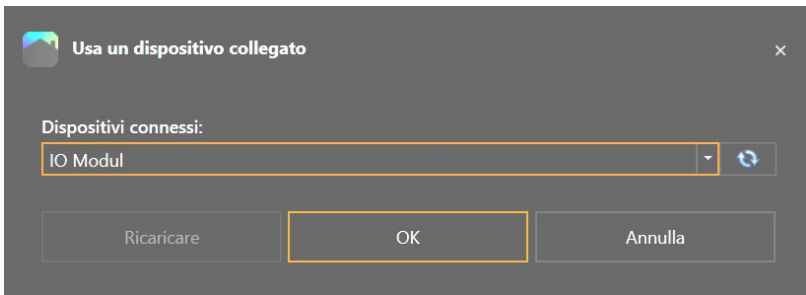 Usa un dispositivo collegato
Dispositivi connessi:
IO Modul
Ricaricare OK Annulla